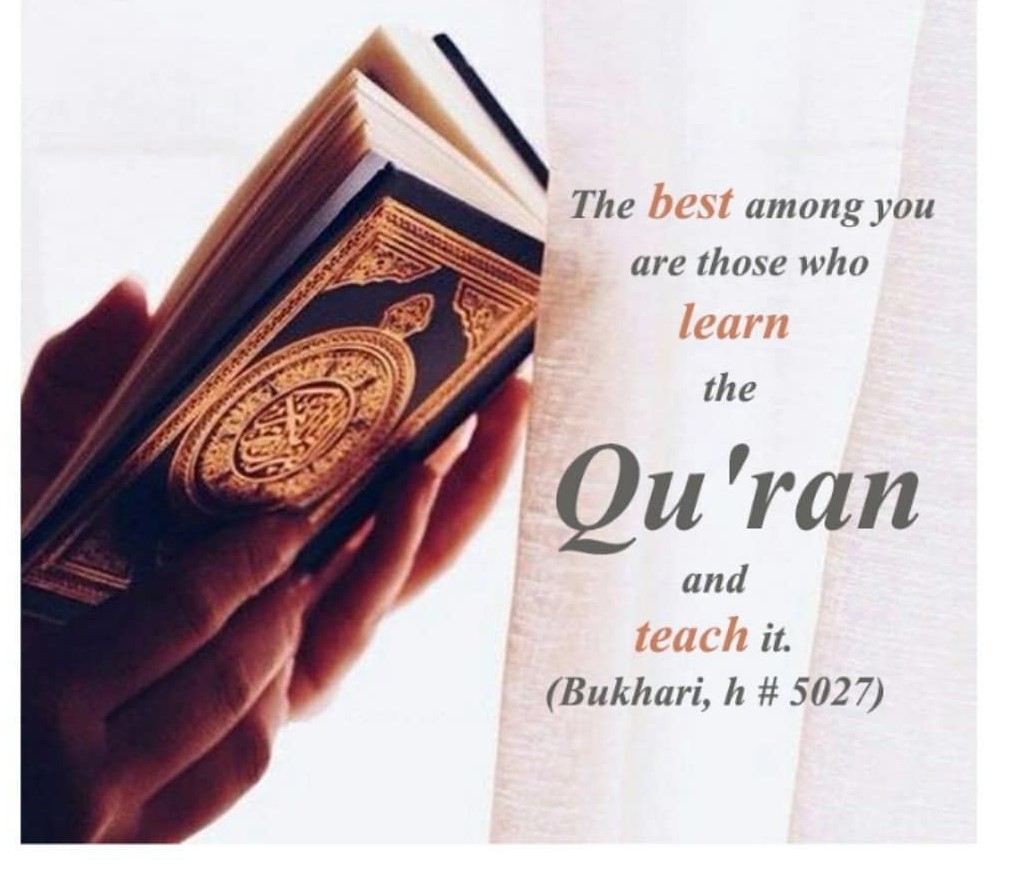 The best among you
are those who
learn
the
Qu'ran
and
teach it.
(Bukhari, h # 5027)